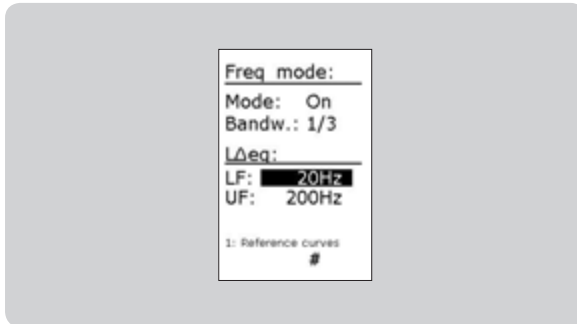 Freq mode:
Mode: On
Bandw.: 1/3
LΔeq:
LF: 20Hz
UF: 200Hz
1: Reference curves
#